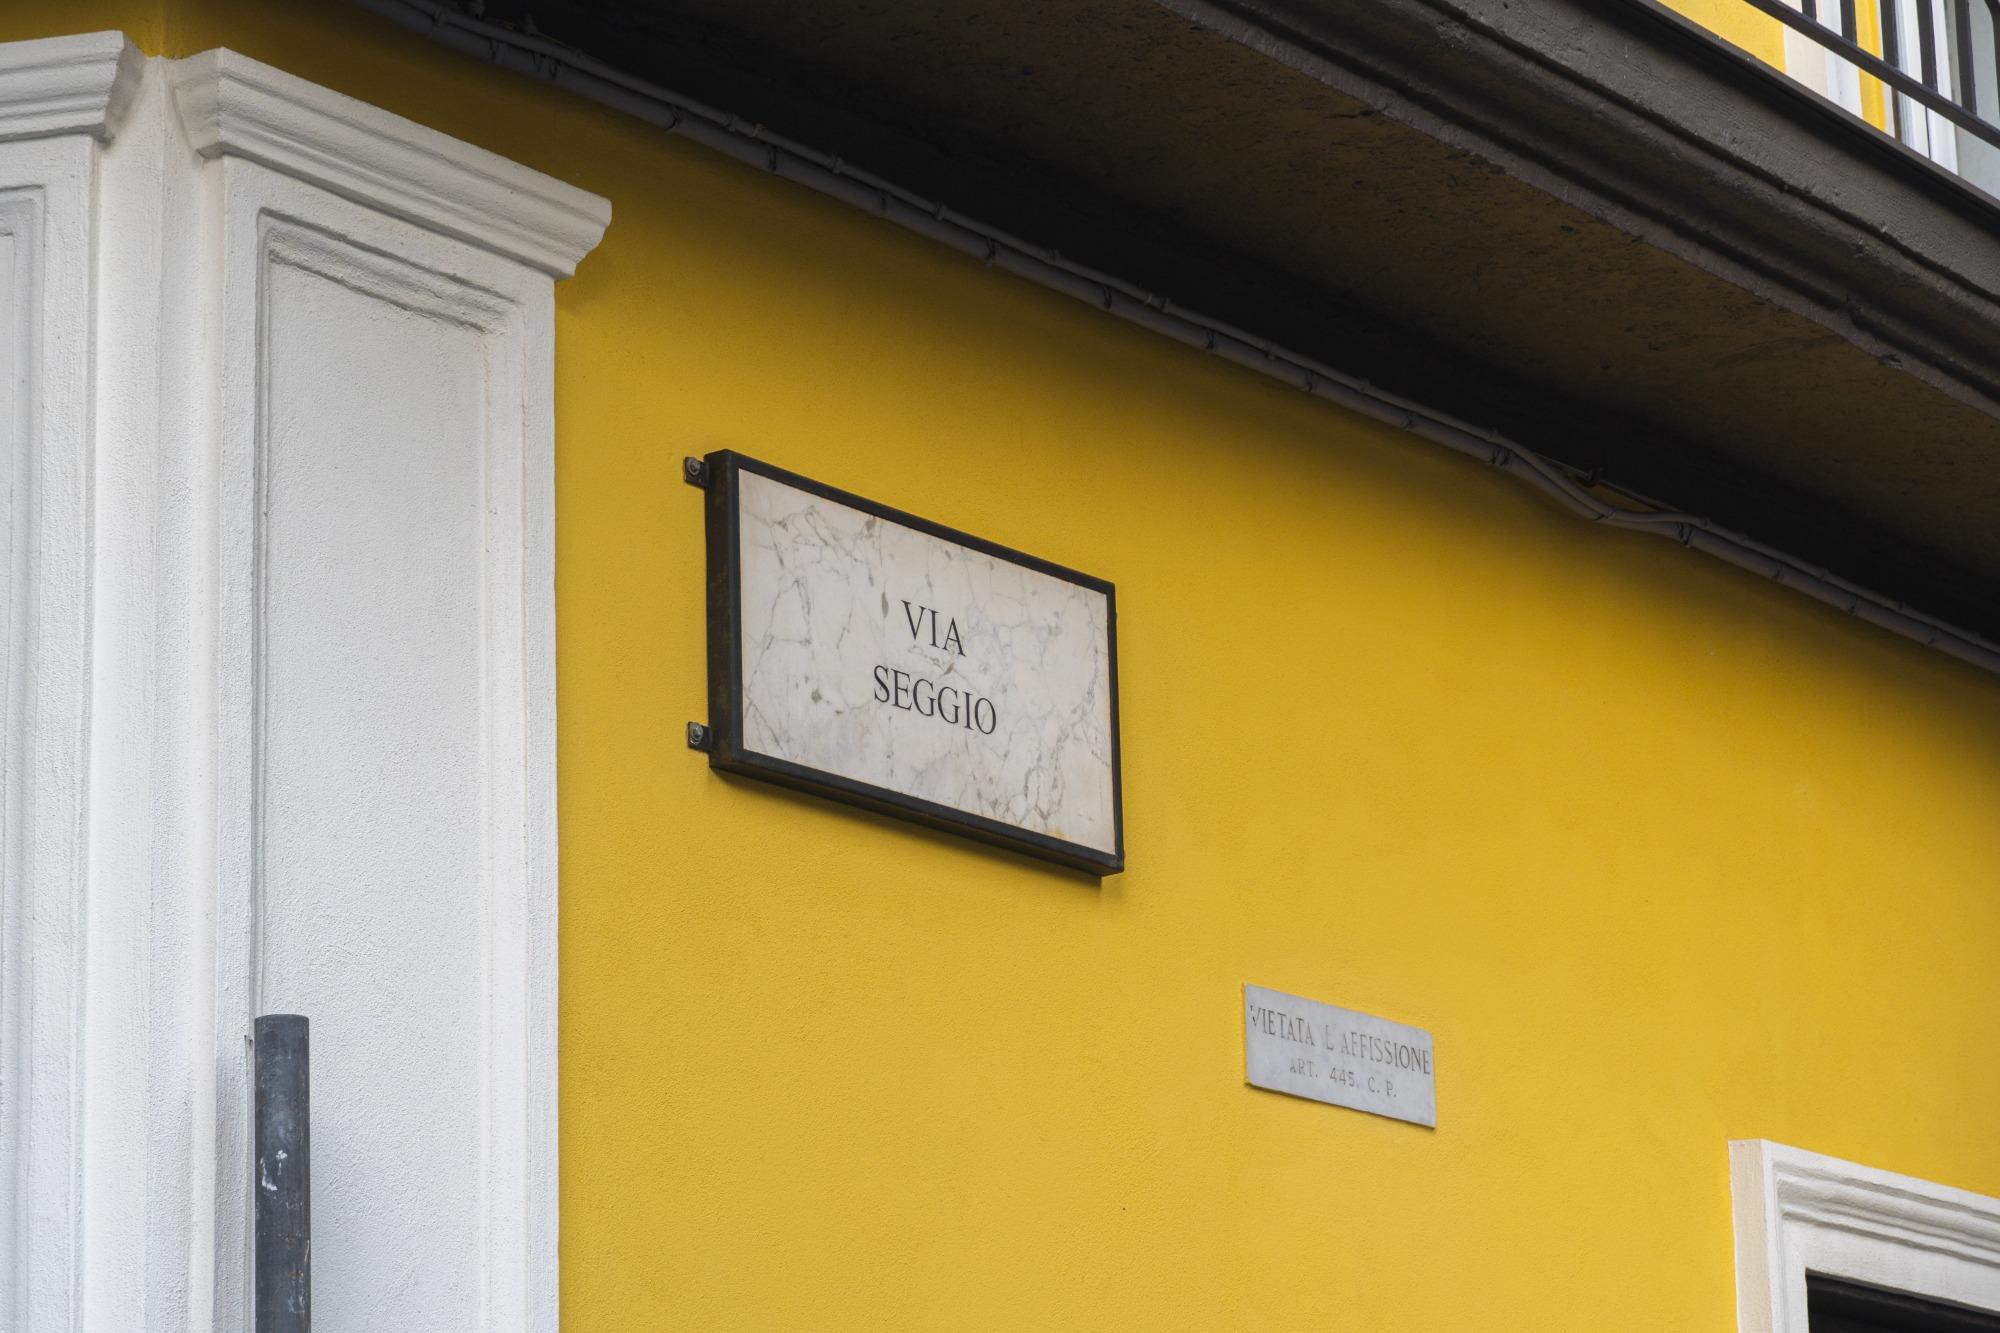 VIA
SEGGIO
VIETATA L AFFISSIONE
ART. 445. C. P.